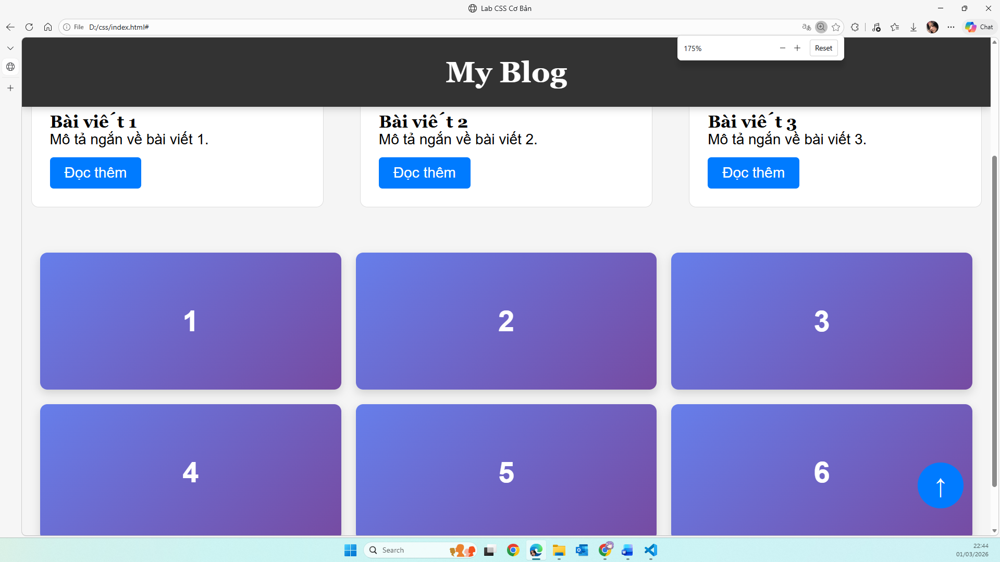 Lab CSS Cơ Bản
File D:/css/index.html#
Chat
175%
Reset
My Blog
Bài viết 1
Mô tả ngắn về bài viết 1.
Đọc thêm
Bài viết 2
Mô tả ngắn về bài viết 2.
Đọc thêm
Bài viết 3
Mô tả ngắn về bài viết 3.
Đọc thêm
1
2
3
4
5
6
↑
Search
22:44
01/03/2026